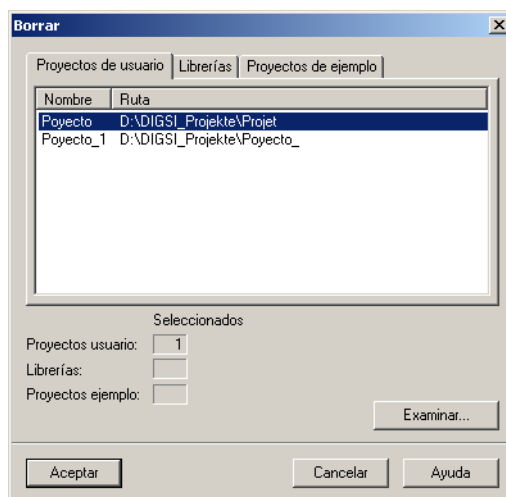 Borrar
Proyectos de usuario Librerías Proyectos de ejemplo
Nombre Ruta
Poyecto D:\DIGSI_Projekte\Projet
Poyecto_1 D:\DIGSI_Projekte\Poyecto_
Seleccionados
Proyectos usuario: 1
Librerías:
Proyectos ejemplo:
Examinar...
Aceptar Cancelar Ayuda